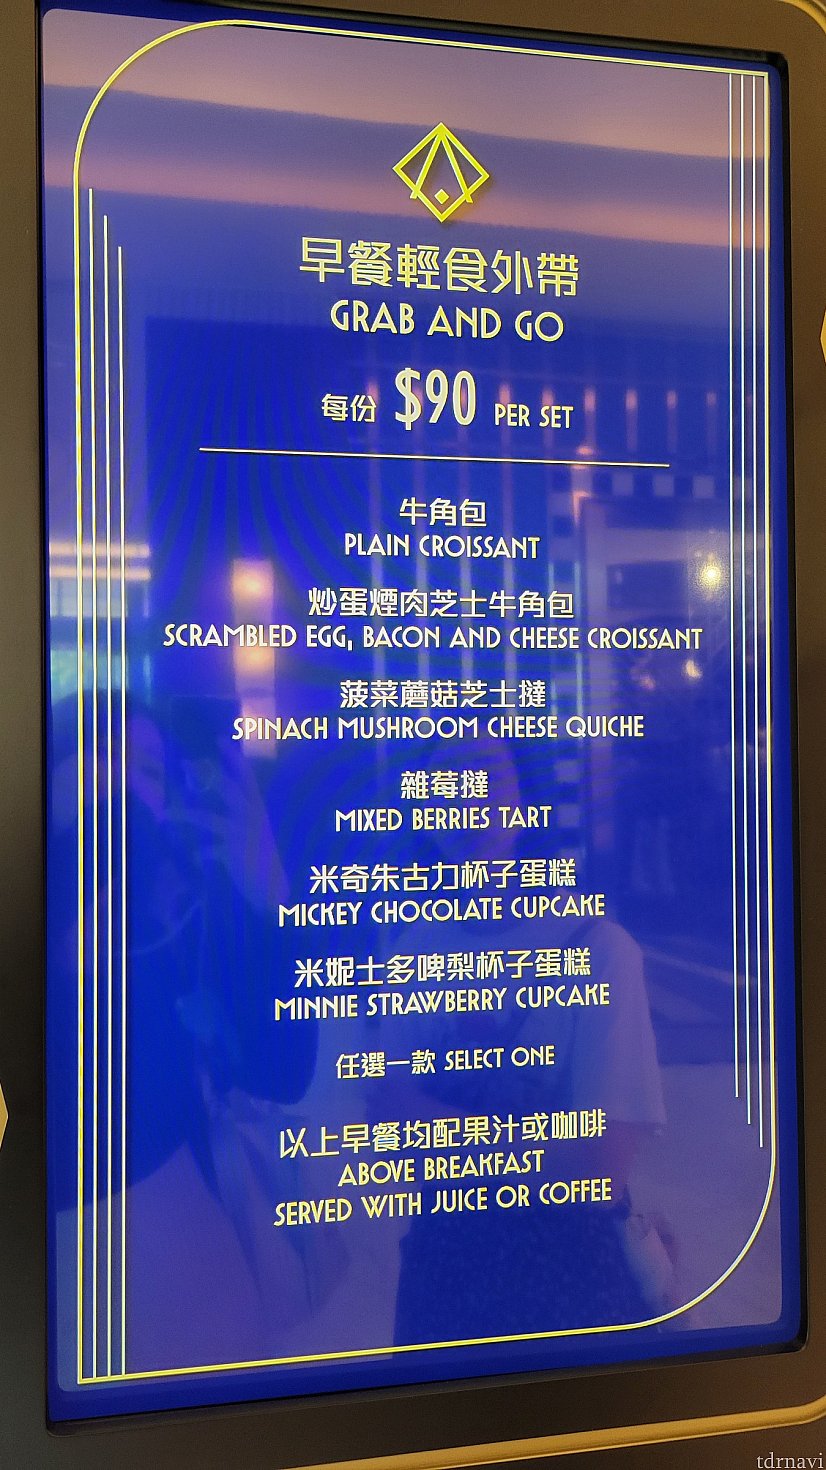 早餐輕食外帶
GRAB AND GO
每份 $90 PER SET
牛角包
PLAIN CROISSANT
炒蛋煙肉芝士牛角包
SCRAMBLED EGG, BACON AND CHEESE CROISSANT
菠菜蘑菇芝士撻
SPINACH MUSHROOM CHEESE QUICHE
雜莓撻
MIXED BERRIES TART
米奇朱古力杯子蛋糕
MICKEY CHOCOLATE CUPCAKE
米妮士多啤梨杯子蛋糕
MINNIE STRAWBERRY CUPCAKE
任選一款 SELECT ONE
以上早餐均配果汁或咖啡
ABOVE BREAKFAST
SERVED WITH JUICE OR COFFEE
tdrnavi